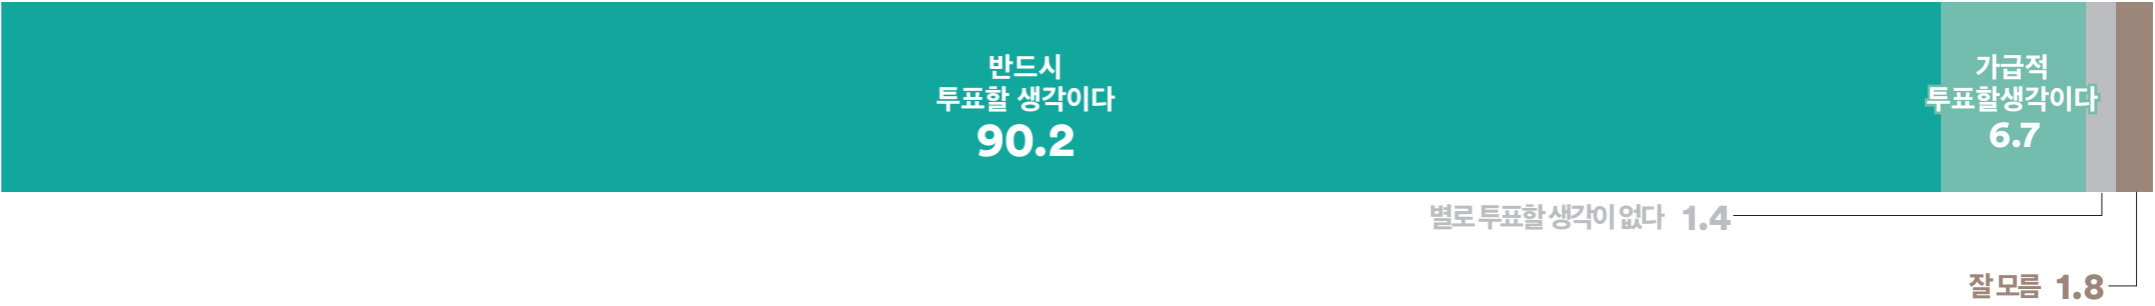 반드시
투표할 생각이다
90.2
가급적
투표할생각이다
6.7
별로 투표할 생각이 없다 1.4
잘 모름 1.8